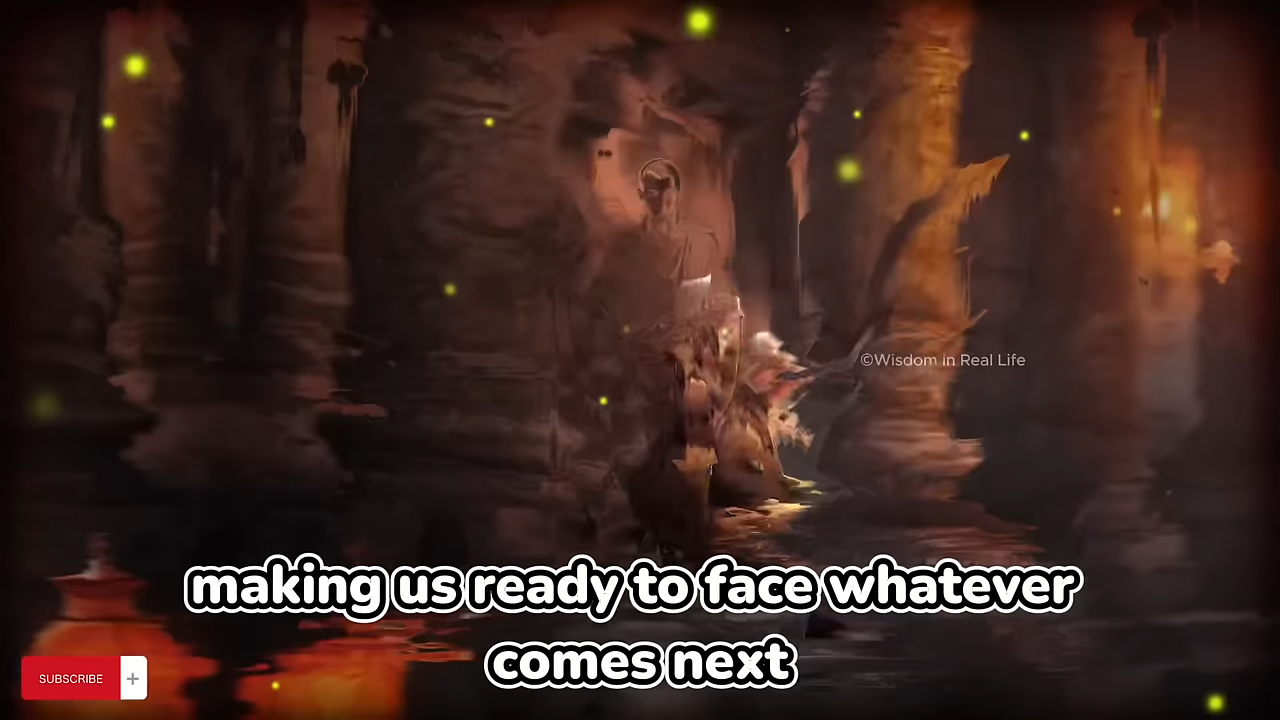 ©Wisdom in Real Life
making us ready to face whatever
comes next
SUBSCRIBE +